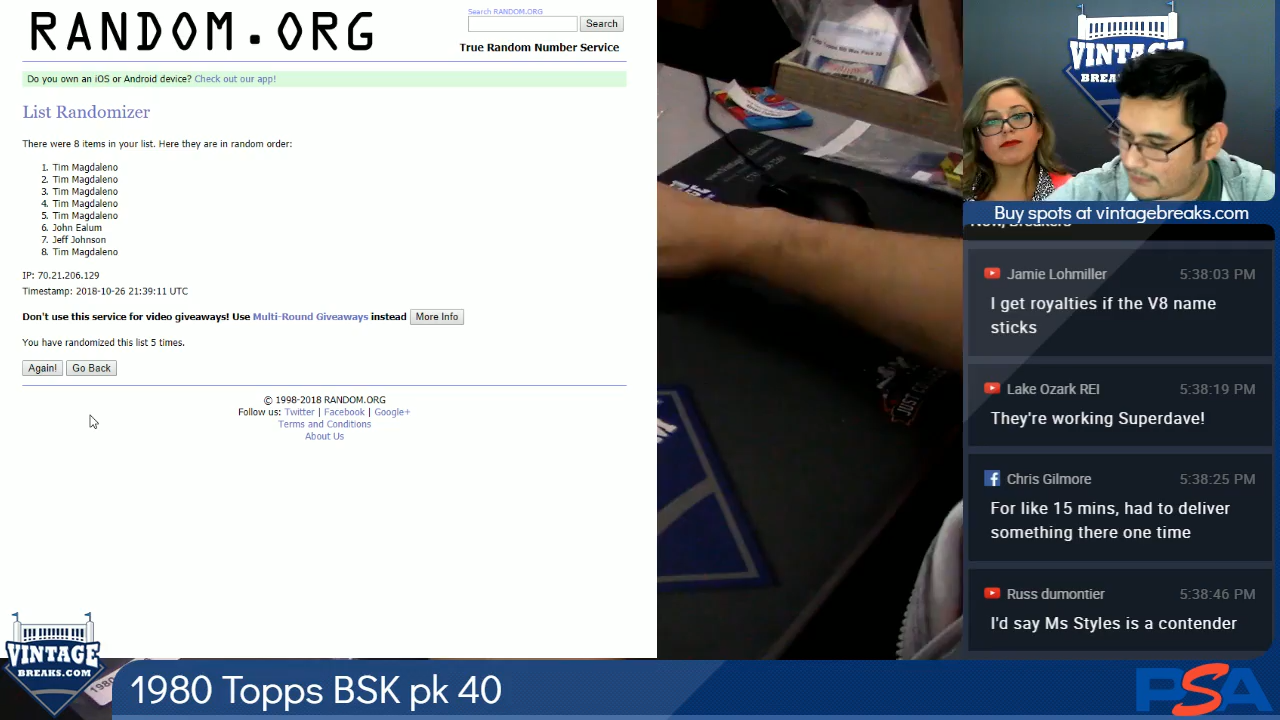 RANDOM.ORG
Search RANDOM.ORG
Search
True Random Number Service
Do you own an iOS or Android device? Check out our app!
List Randomizer
There were 8 items in your list. Here they are in random order:
1. Tim Magdaleno
2. Tim Magdaleno
3. Tim Magdaleno
4. Tim Magdaleno
5. Tim Magdaleno
6. John Ealum
7. Jeff Johnson
8. Tim Magdaleno
IP: 70.21.206.129
Timestamp: 2018-10-26 21:39:11 UTC
Don't use this service for video giveaways! Use Multi-Round Giveaways instead More Info
You have randomized this list 5 times.
Again! Go Back
© 1998-2018 RANDOM.ORG
Follow us: Twitter | Facebook | Google+
Terms and Conditions
About Us
VINTAGE
BREAKS.COM
1980 Topps BSK pk 40
JUST
VINTAGE
Buy spots at vintagebreaks.com
Jamie Lohmiller 5:38:03 PM
I get royalties if the V8 name
sticks
Lake Ozark REI 5:38:19 PM
They're working Superdave!
Chris Gilmore 5:38:25 PM
For like 15 mins, had to deliver
something there one time
Russ dumontier 5:38:46 PM
I'd say Ms Styles is a contender
PSA